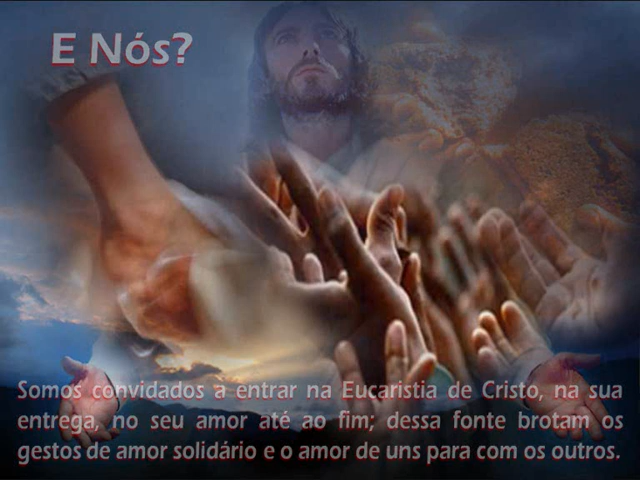 E Nós?
Somos convidados a entrar na Eucaristia de Cristo, na sua
entrega, no seu amor até ao fim; dessa fonte brotam os
gestos de amor solidário e o amor de uns para com os outros.